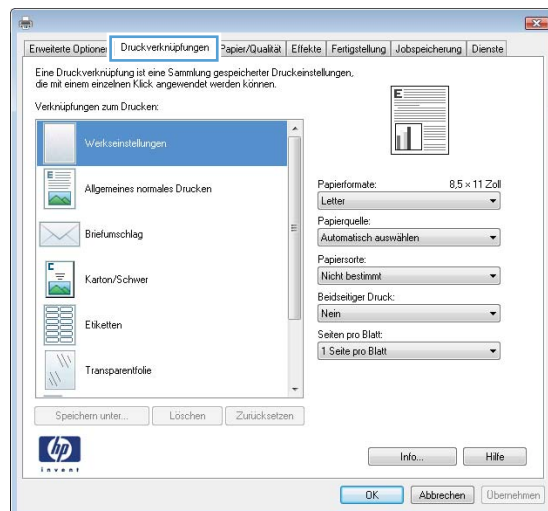 Erweiterte Optionen Druckverknüpfungen Papier/Qualität Effekte Fertigstellung Jobspeicherung Dienste
Eine Druckverknüpfung ist eine Sammlung gespeicherter Druckeinstellungen,
die mit einem einzelnen Klick angewendet werden können.
Verknüpfungen zum Drucken:
Werkseinstellungen
Allgemeines normales Drucken
Briefumschlag
Karton/Schwer
Etiketten
Transparentfolie
Speichern unter... Löschen Zurücksetzen
E
E
C
Papierformate: 8,5 × 11 Zoll
Letter
Papierquelle:
Automatisch auswählen
Papiersorte:
Nicht bestimmt
Beidseitiger Druck:
Nein
Seiten pro Blatt:
1 Seite pro Blatt
hp
invent
Info... Hilfe
OK Abbrechen Übernehmen